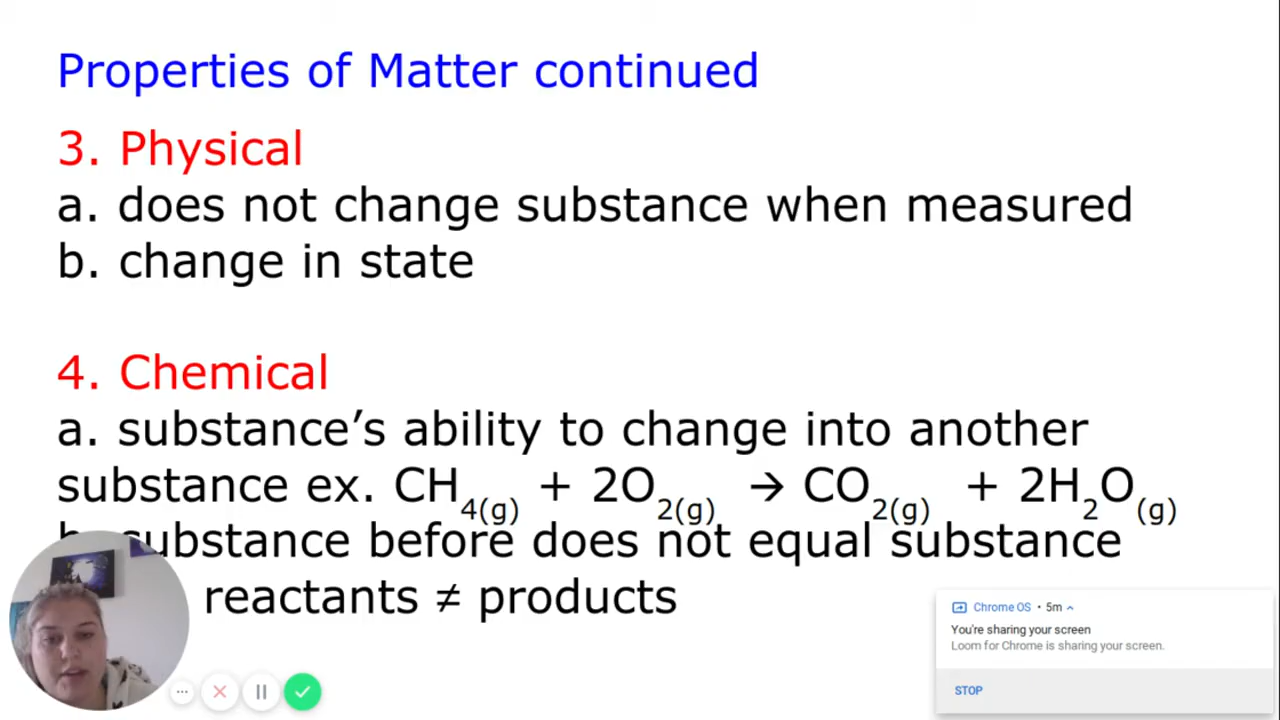 Properties of Matter continued
3. Physical
a. does not change substance when measured
b. change in state
4. Chemical
a. substance’s ability to change into another
substance ex. CH4(g) + 2O2(g) → CO2(g) + 2H2O(g)
substance before does not equal substance
reactants ≠ products
Chrome OS • 5m
You're sharing your screen
Loom for Chrome is sharing your screen.
STOP